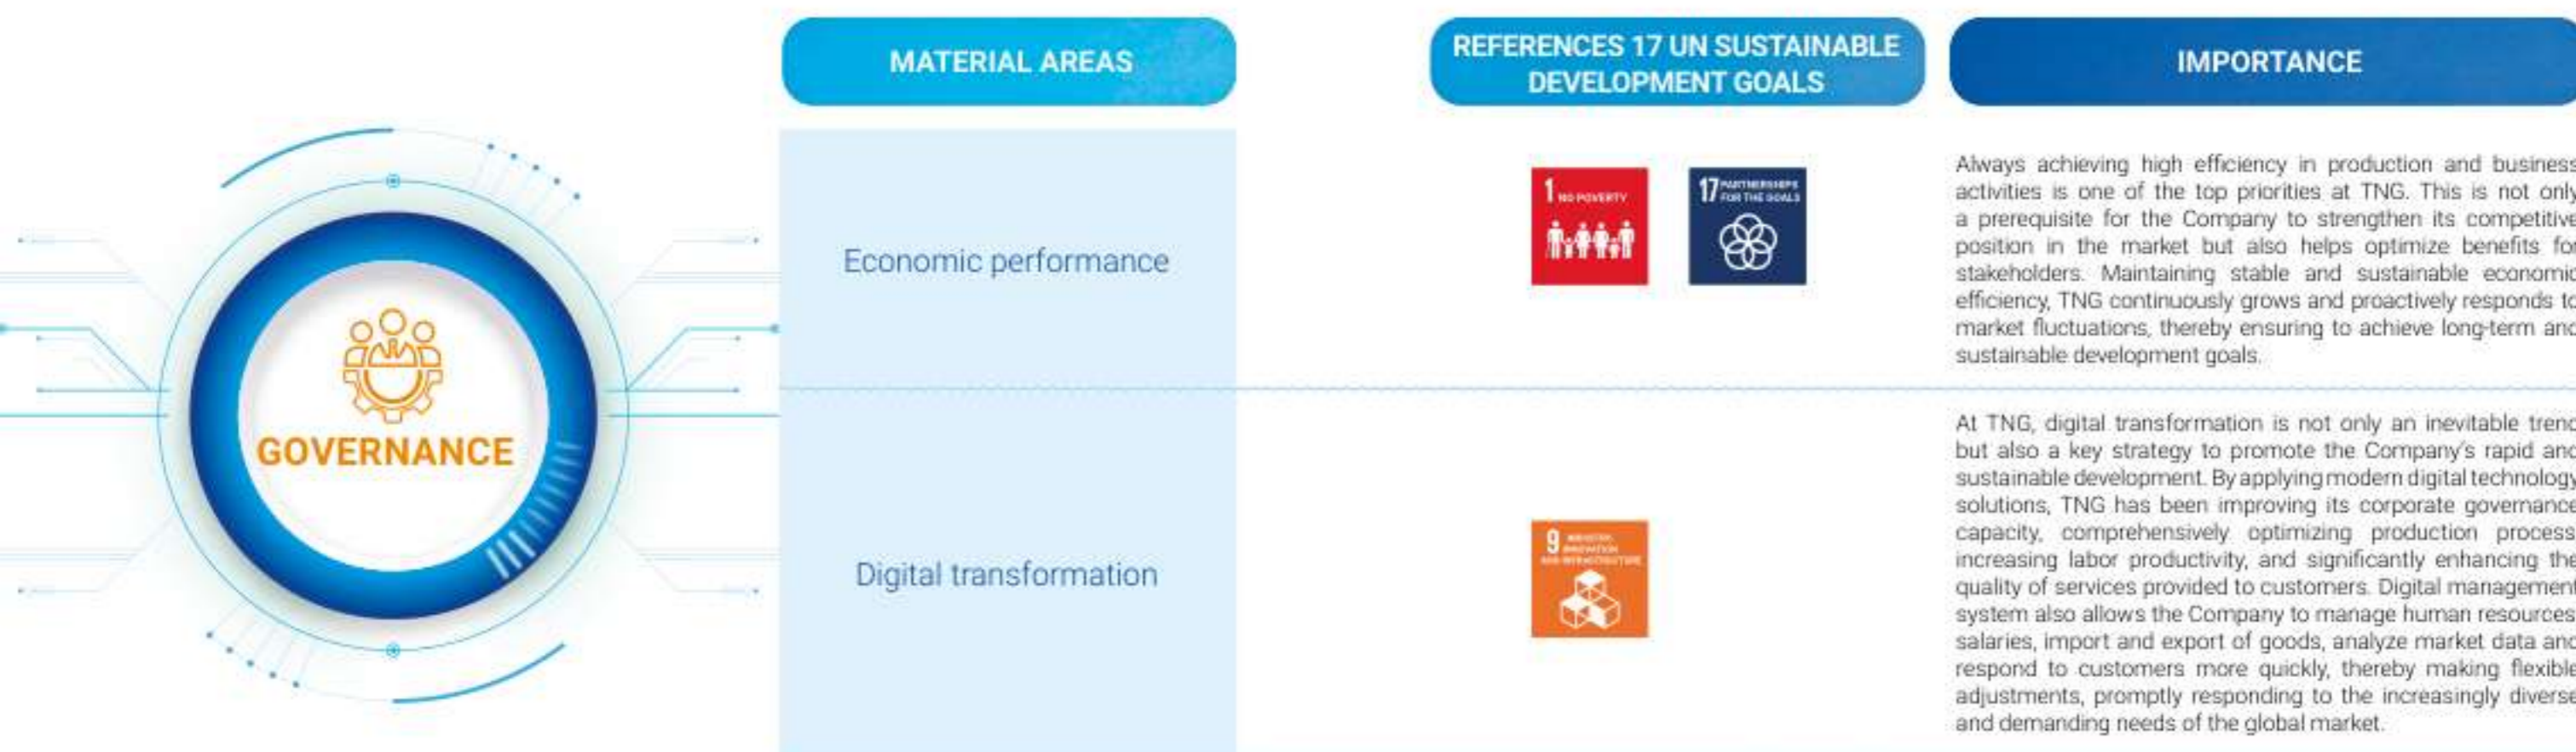 MATERIAL AREAS
REFERENCES 17 UN SUSTAINABLE
DEVELOPMENT GOALS
IMPORTANCE
GOVERNANCE
Economic performance
1 NO POVERTY
17 PARTNERSHIPS
FOR THE GOALS
Always achieving high efficiency in production and business
activities is one of the top priorities at TNG. This is not only
a prerequisite for the Company to strengthen its competitive
position in the market but also helps optimize benefits for
stakeholders. Maintaining stable and sustainable economic
efficiency, TNG continuously grows and proactively responds to
market fluctuations, thereby ensuring to achieve long-term and
sustainable development goals.
Digital transformation
9 INDUSTRY,
INNOVATION
AND INFRASTRUCTURE
At TNG, digital transformation is not only an inevitable trend
but also a key strategy to promote the Company's rapid and
sustainable development. By applying modern digital technology
solutions, TNG has been improving its corporate governance
capacity, comprehensively optimizing production process
increasing labor productivity, and significantly enhancing the
quality of services provided to customers. Digital management
system also allows the Company to manage human resources
salaries, import and export of goods, analyze market data and
respond to customers more quickly, thereby making flexible
adjustments, promptly responding to the increasingly diverse
and demanding needs of the global market.